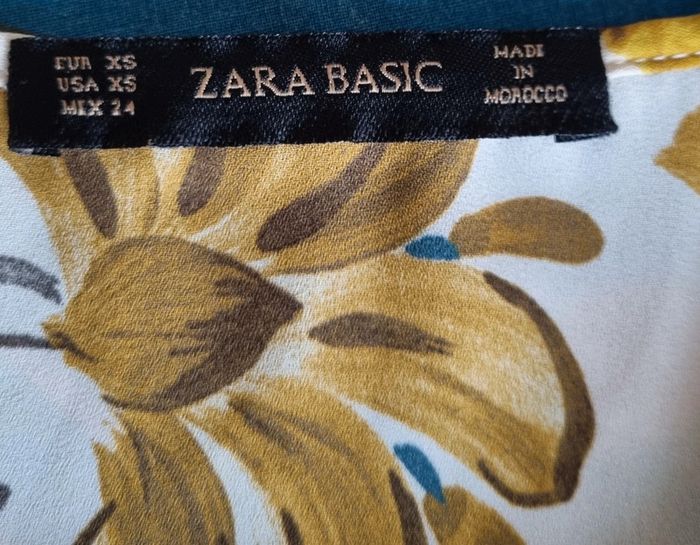 EUR XS
USA XS
MEX 24
ZARA BASIC
MADE
IN
MOROCCO